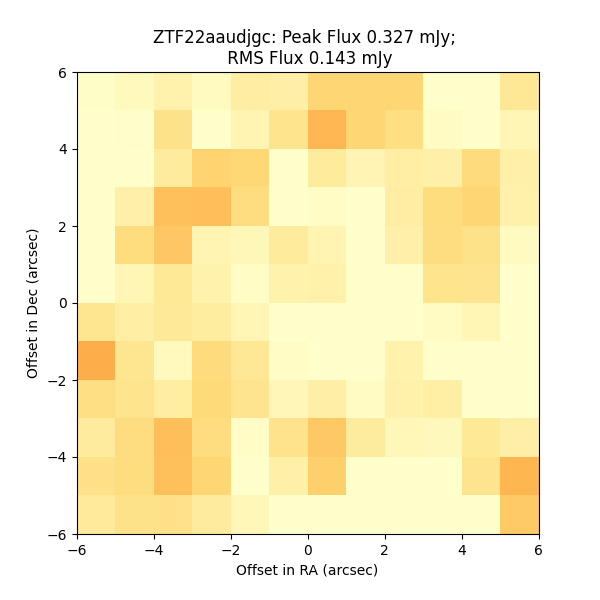 ZTF22aaudjgc: Peak Flux 0.327 mJy;
RMS Flux 0.143 mJy
6
4
2
0
−2
−4
−6
Offset in Dec (arcsec)
−6 −4 −2 0 2 4 6
Offset in RA (arcsec)